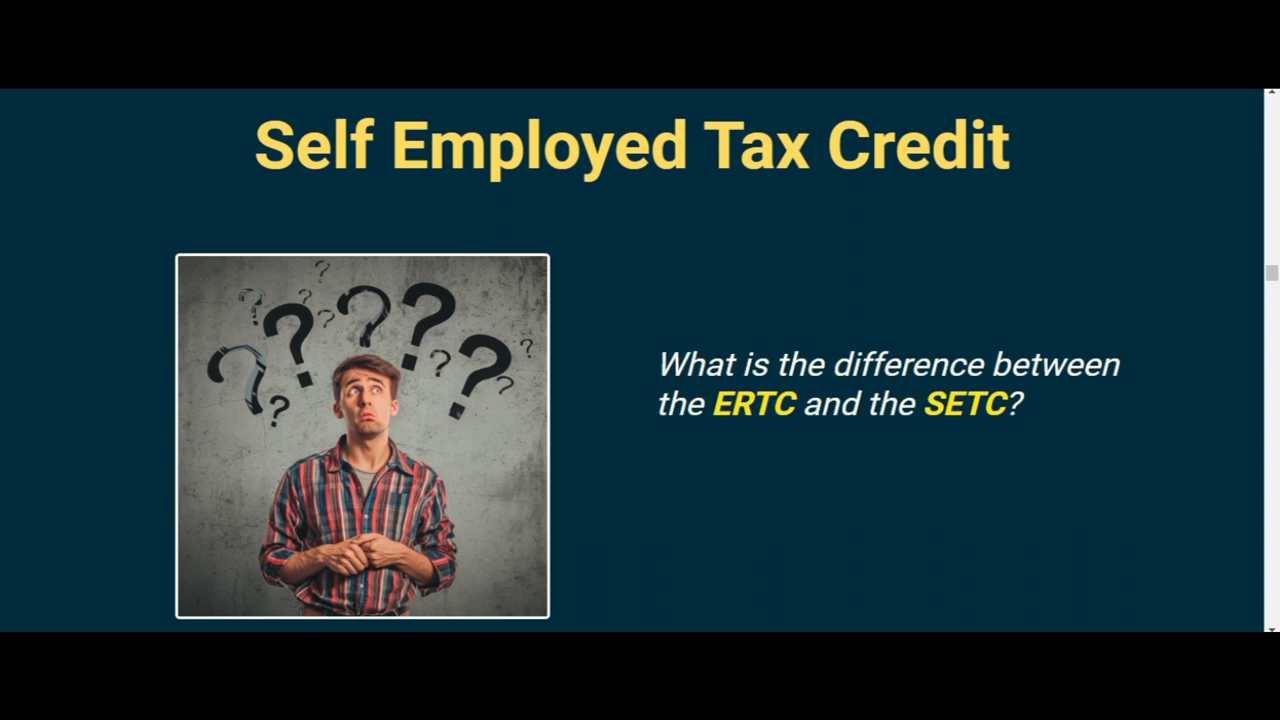 Self Employed Tax Credit
What is the difference between
the ERTC and the SETC?